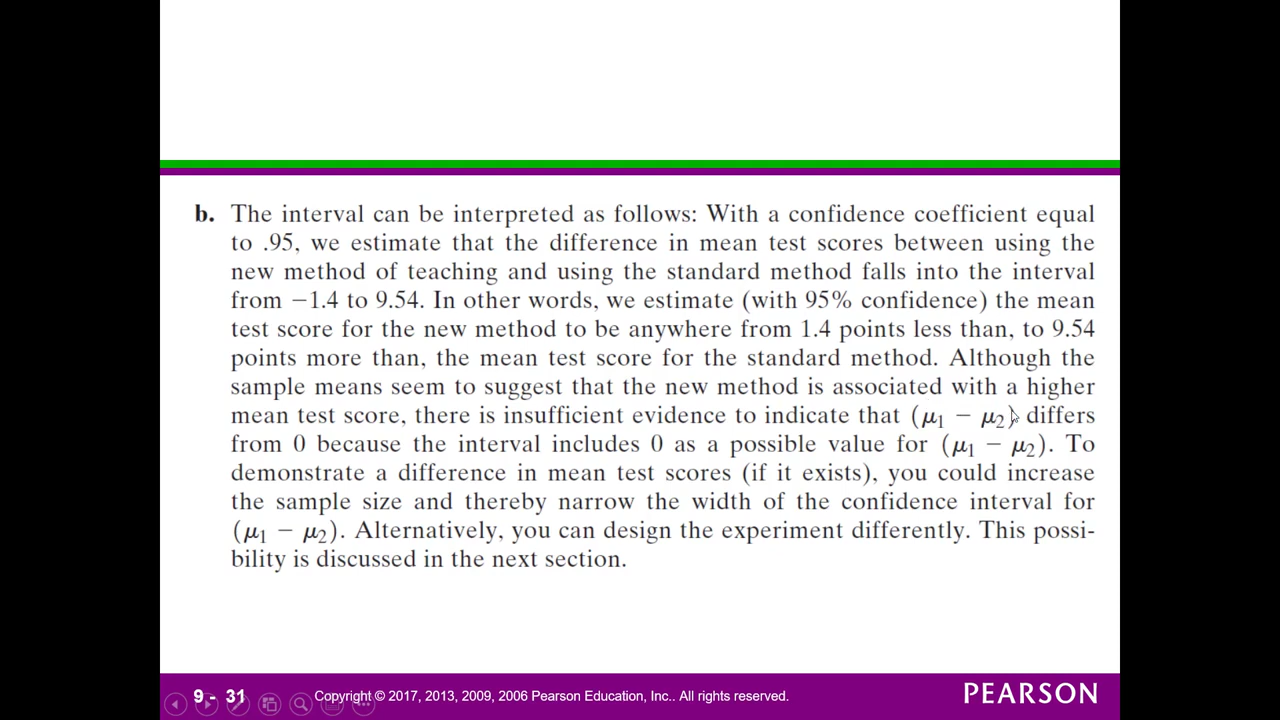 b. The interval can be interpreted as follows: With a confidence coefficient equal
to .95, we estimate that the difference in mean test scores between using the
new method of teaching and using the standard method falls into the interval
from −1.4 to 9.54. In other words, we estimate (with 95% confidence) the mean
test score for the new method to be anywhere from 1.4 points less than, to 9.54
points more than, the mean test score for the standard method. Although the
sample means seem to suggest that the new method is associated with a higher
mean test score, there is insufficient evidence to indicate that (μ₁ − μ₂) differs
from 0 because the interval includes 0 as a possible value for (μ₁ − μ₂). To
demonstrate a difference in mean test scores (if it exists), you could increase
the sample size and thereby narrow the width of the confidence interval for
(μ₁ − μ₂). Alternatively, you can design the experiment differently. This possi-
bility is discussed in the next section.
9 - 31 Copyright © 2017, 2013, 2009, 2006 Pearson Education, Inc.. All rights reserved. PEARSON